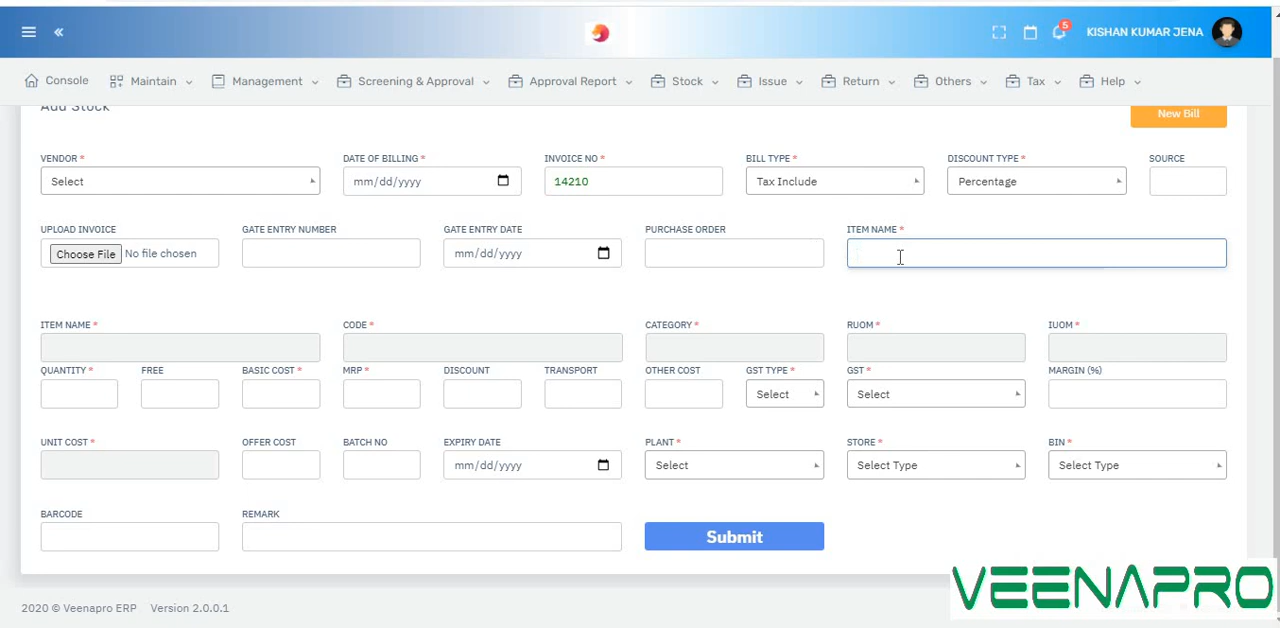 5 KISHAN KUMAR JENA
Console Maintain Management Screening & Approval Approval Report Stock Issue Return Others Tax Help
Add Stock
New Bill
VENDOR * DATE OF BILLING * INVOICE NO * BILL TYPE * DISCOUNT TYPE * SOURCE
Select mm/dd/yyyy 14210 Tax Include Percentage
UPLOAD INVOICE GATE ENTRY NUMBER GATE ENTRY DATE PURCHASE ORDER ITEM NAME *
Choose File No file chosen mm/dd/yyyy
ITEM NAME * CODE * CATEGORY * RUOM * IUOM *
QUANTITY * FREE BASIC COST * MRP * DISCOUNT TRANSPORT OTHER COST GST TYPE * GST * MARGIN (%)
Select Select
UNIT COST * OFFER COST BATCH NO EXPIRY DATE PLANT * STORE * BIN *
mm/dd/yyyy Select Select Type Select Type
BARCODE REMARK
Submit
VEENAPRO
2020 © Veenapro ERP Version 2.0.0.1